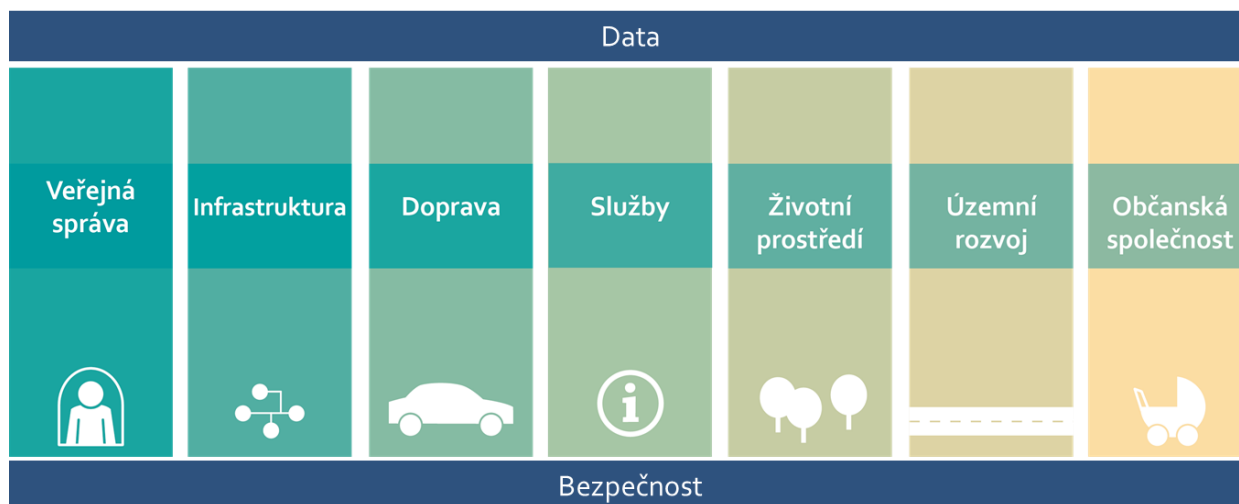 Data
Veřejná
správa
Infrastruktura
Doprava
Služby
Životní
prostředí
Územní
rozvoj
Občanská
společnost
Bezpečnost